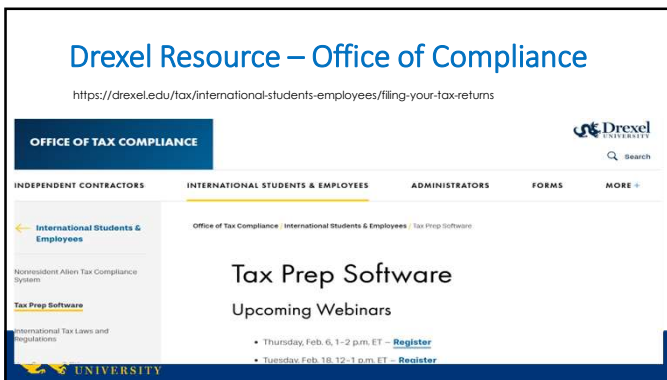 Drexel Resource – Office of Compliance
https://drexel.edu/tax/international-students-employees/filing-your-tax-returns
OFFICE OF TAX COMPLIANCE
Drexel
UNIVERSITY
Search
INDEPENDENT CONTRACTORS INTERNATIONAL STUDENTS & EMPLOYEES ADMINISTRATORS FORMS MORE +
← International Students &
Employees
Office of Tax Compliance / International Students & Employees / Tax Prep Software
Nonresident Alien Tax Compliance
System
Tax Prep Software
International Tax Laws and
Regulations
Tax Prep Software
Upcoming Webinars
• Thursday, Feb. 6, 1–2 p.m. ET – Register
• Tuesday, Feb. 18, 12–1 p.m. ET – Register
UNIVERSITY